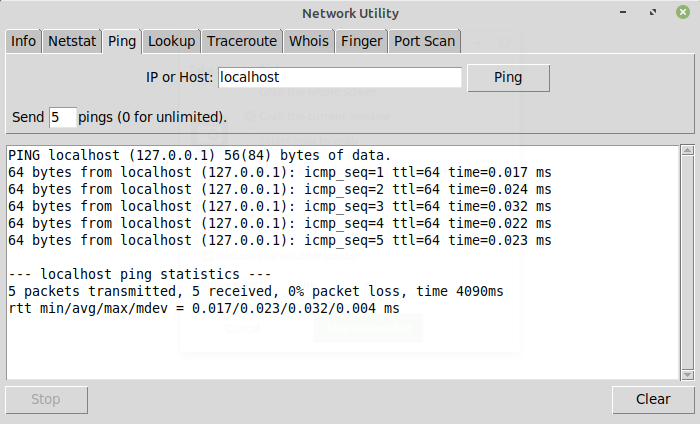 Network Utility
Info Netstat Ping Lookup Traceroute Whois Finger Port Scan
IP or Host: localhost Ping
Send 5 pings (0 for unlimited).
PING localhost (127.0.0.1) 56(84) bytes of data.
64 bytes from localhost (127.0.0.1): icmp_seq=1 ttl=64 time=0.017 ms
64 bytes from localhost (127.0.0.1): icmp_seq=2 ttl=64 time=0.024 ms
64 bytes from localhost (127.0.0.1): icmp_seq=3 ttl=64 time=0.032 ms
64 bytes from localhost (127.0.0.1): icmp_seq=4 ttl=64 time=0.022 ms
64 bytes from localhost (127.0.0.1): icmp_seq=5 ttl=64 time=0.023 ms
--- localhost ping statistics ---
5 packets transmitted, 5 received, 0% packet loss, time 4090ms
rtt min/avg/max/mdev = 0.017/0.023/0.032/0.004 ms
Stop Clear